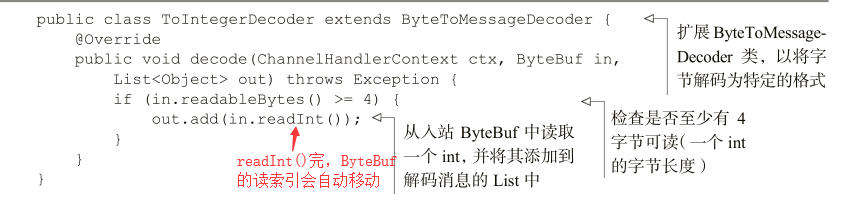 public class ToIntegerDecoder extends ByteToMessageDecoder {
@Override
public void decode(ChannelHandlerContext ctx, ByteBuf in,
List<Object> out) throws Exception {
if (in.readableBytes() >= 4) {
out.add(in.readInt());
}
}
}
扩展 ByteToMessage-
Decoder 类，以将字
节解码为特定的格式
检查是否至少有 4
字节可读（一个 int
的字节长度）
从入站 ByteBuf 中读取
一个 int，并将其添加到
解码消息的 List 中
readInt()完，ByteBuf
的读索引会自动移动